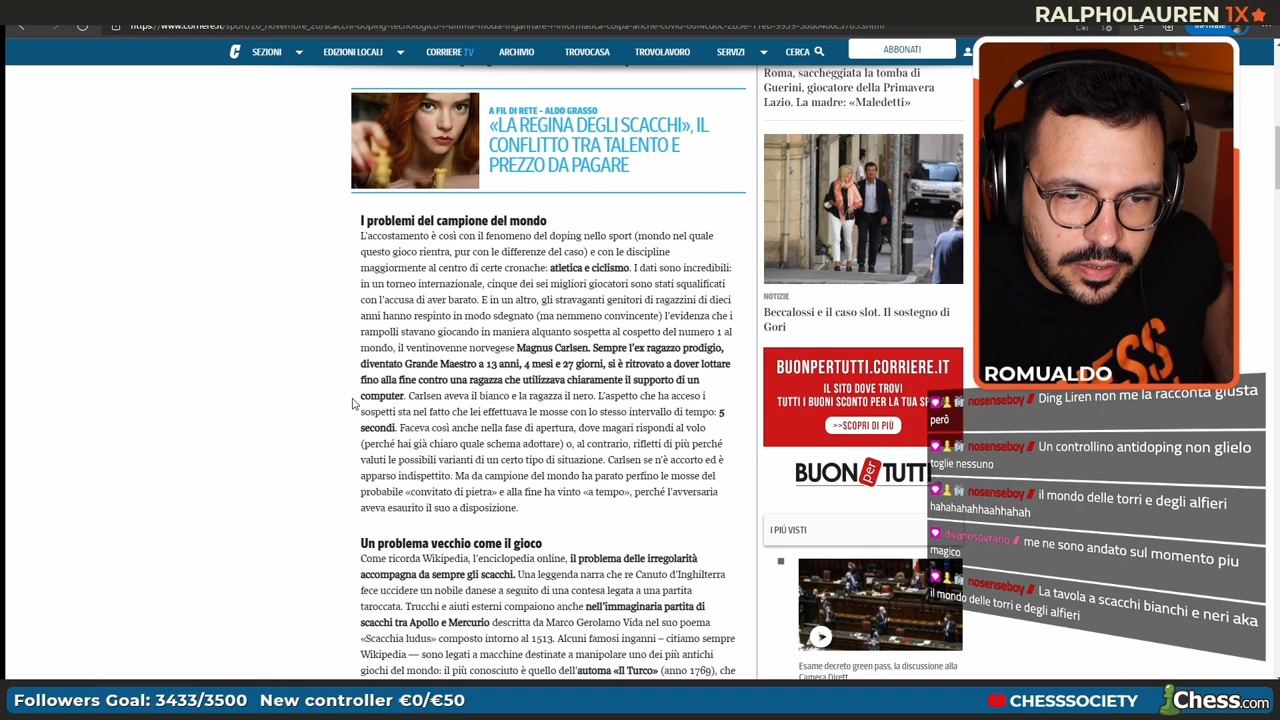 RALPH0LAUREN 1X
SEZIONI
EDIZIONI LOCALI
CORRIERE TV
ARCHIVIO
TROVOCASA
TROVOLAVORO
SERVIZI
CERCA
ABBONATI
A FIL DI RETE - ALDO GRASSO
«LA REGINA DEGLI SCACCHI», IL
CONFLITTO TRA TALENTO E
PREZZO DA PAGARE
I problemi del campione del mondo
L'accostamento è così con il fenomeno del doping nello sport (mondo nel quale
questo gioco rientra, pur con le differenze del caso) e con le discipline
maggiormente al centro di certe cronache: atletica e ciclismo. I dati sono incredibili:
in un torneo internazionale, cinque dei sei migliori giocatori sono stati squalificati
con l'accusa di aver barato. E in un altro, gli stravaganti genitori di ragazzini di dieci
anni hanno respinto in modo sdegnato (ma nemmeno convincente) l'evidenza che i
rampolli stavano giocando in maniera alquanto sospetta al cospetto del numero 1 al
mondo, il ventinovenne norvegese Magnus Carlsen. Sempre l'ex ragazzo prodigio,
diventato Grande Maestro a 13 anni, 4 mesi e 27 giorni, si è ritrovato a dover lottare
fino alla fine contro una ragazza che utilizzava chiaramente il supporto di un
computer. Carlsen aveva il bianco e la ragazza il nero. L'aspetto che ha acceso i
sospetti sta nel fatto che lei effettuava le mosse con lo stesso intervallo di tempo: 5
secondi. Faceva così anche nella fase di apertura, dove magari rispondi al volo
(perché hai già chiaro quale schema adottare) o, al contrario, rifletti di più perché
valuti le possibili varianti di un certo tipo di situazione. Carlsen se n'è accorto ed è
apparso indispettito. Ma da campione del mondo ha parato perfino le mosse del
probabile «convitato di pietra» e alla fine ha vinto «a tempo», perché l'avversaria
aveva esaurito il suo a disposizione.
Un problema vecchio come il gioco
Come ricorda Wikipedia, l'enciclopedia online, il problema delle irregolarità
accompagna da sempre gli scacchi. Una leggenda narra che re Canuto d'Inghilterra
fece uccidere un nobile danese a seguito di una contesa legata a una partita
taroccata. Trucchi e aiuti esterni compaiono anche nell'immaginaria partita di
scacchi tra Apollo e Mercurio descritta da Marco Gerolamo Vida nel suo poema
«Scacchia ludus» composto intorno al 1513. Alcuni famosi inganni – citiamo sempre
Wikipedia — sono legati a macchine destinate a manipolare uno dei più antichi
giochi del mondo: il più conosciuto è quello dell'automa «Il Turco» (anno 1769), che
Roma, saccheggiata la tomba di
Guerini, giocatore della Primavera
Lazio. La madre: «Maledetti»
NOTIZIE
Beccalossi e il caso slot. Il sostegno di
Gori
BUONPERTUTTI.CORRIERE.IT
IL SITO DOVE TROVI
TUTTI I BUONI SCONTO PER LA TUA
>>SCOPRI DI PIÙ
BUON per TUTTI
I PIÚ VISTI
Esame decreto green pass, la discussione alla
Camera Dirett
ROMUALDO
nosenseboy Ding Liren non me la racconta giusta
però
nosenseboy Un controllino antidoping non glielo
toglie nessuno
nosenseboy il mondo delle torri e degli alfieri
hahahahahhaahhahah
divanosovrano me ne sono andato sul momento piu
magico
nosenseboy La tavola a scacchi bianchi e neri aka
il mondo delle torri e degli alfieri
Followers Goal: 3433/3500 New controller €0/€50
CHESSSOCIETY
Chess.com